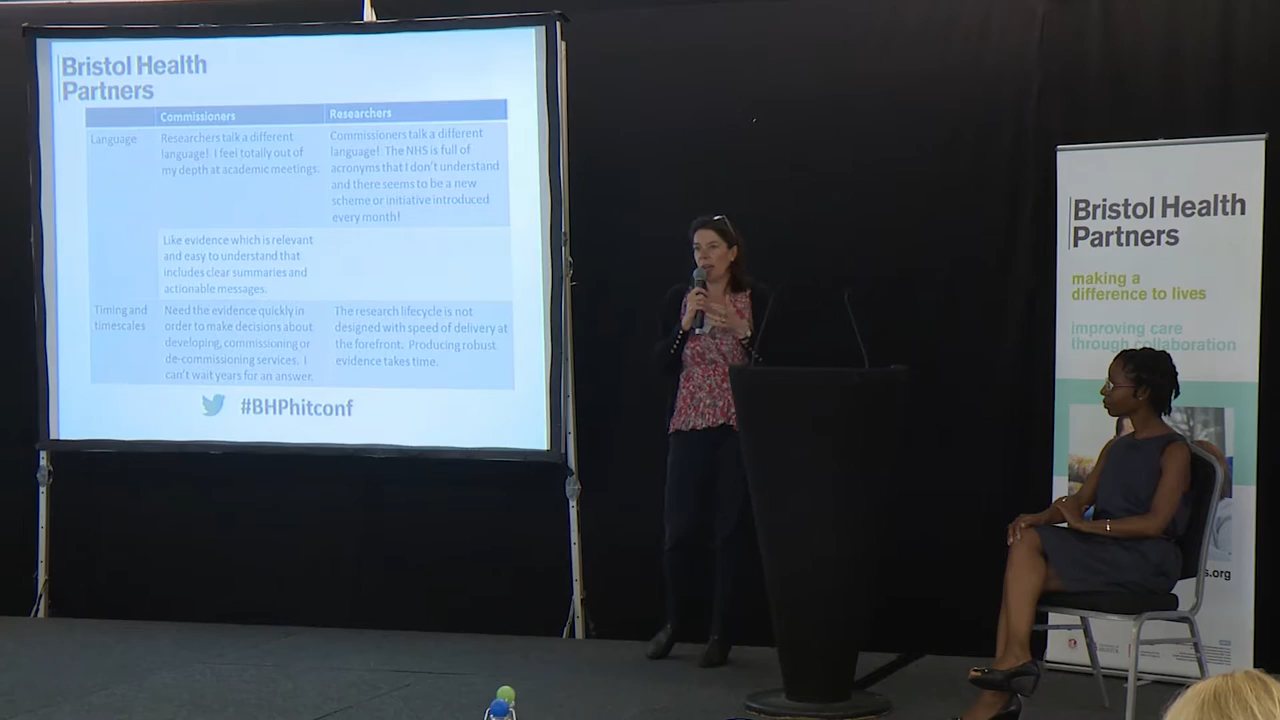 Bristol Health
Partners
Commissioners
Researchers
Language
Researchers talk a different
language! I feel totally out of
my depth at academic meetings.
Commissioners talk a different
language! The NHS is full of
acronyms that I don't understand
and there seems to be a new
scheme or initiative introduced
every month!
Like evidence which is relevant
and easy to understand that
includes clear summaries and
actionable messages.
Timing and
timescales
Need the evidence quickly in
order to make decisions about
developing, commissioning or
de-commissioning services. I
can't wait years for an answer.
The research lifecycle is not
designed with speed of delivery at
the forefront. Producing robust
evidence takes time.
#BHPhitconf
Bristol Health
Partners
making a
difference to lives
improving care
through collaboration
s.org